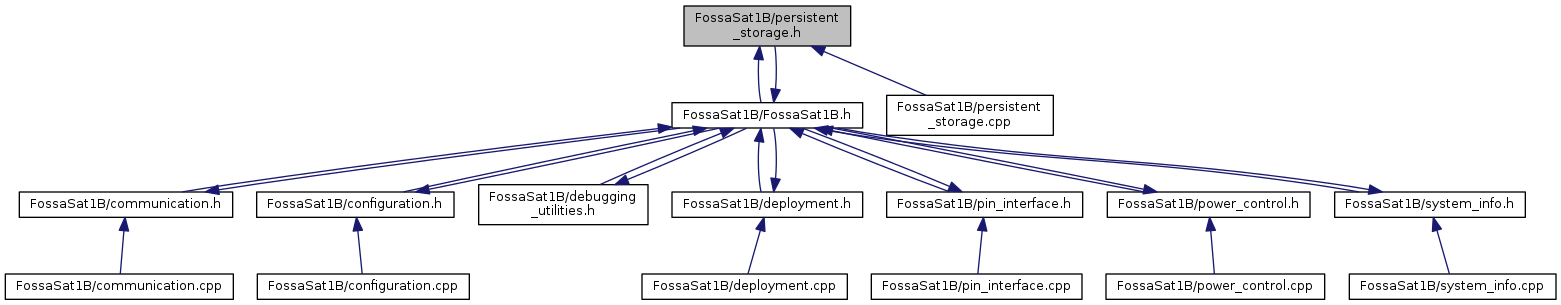 FossaSat1B/persistent
_storage.h
FossaSat1B/FossaSat1B.h
FossaSat1B/persistent
_storage.cpp
FossaSat1B/communication.h
FossaSat1B/configuration.h
FossaSat1B/debugging
_utilities.h
FossaSat1B/deployment.h
FossaSat1B/pin_interface.h
FossaSat1B/power_control.h
FossaSat1B/system_info.h
FossaSat1B/communication.cpp
FossaSat1B/configuration.cpp
FossaSat1B/deployment.cpp
FossaSat1B/pin_interface.cpp
FossaSat1B/power_control.cpp
FossaSat1B/system_info.cpp